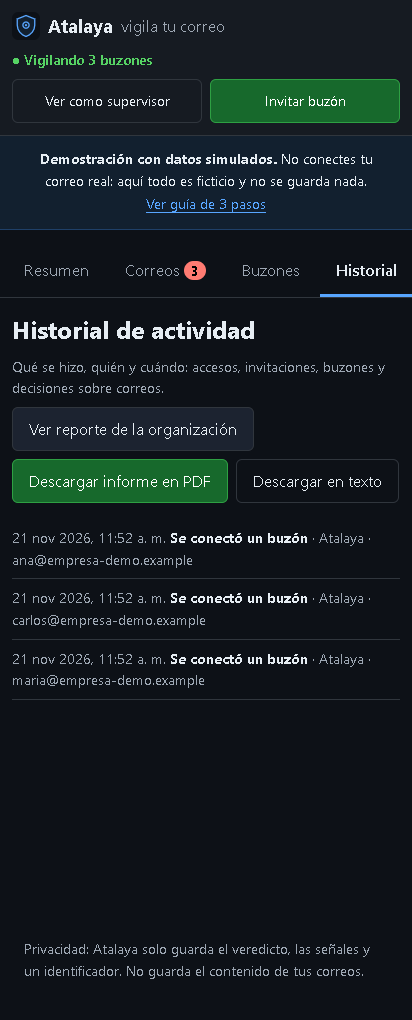 Atalaya vigila tu correo
● Vigilando 3 buzones
Ver como supervisor
Invitar buzón
Demostración con datos simulados. No conectes tu
correo real: aquí todo es ficticio y no se guarda nada.
Ver guía de 3 pasos
Resumen
Correos 3
Buzones
Historial
Historial de actividad
Qué se hizo, quién y cuándo: accesos, invitaciones, buzones y
decisiones sobre correos.
Ver reporte de la organización
Descargar informe en PDF
Descargar en texto
21 nov 2026, 11:52 a. m. Se conectó un buzón · Atalaya ·
ana@empresa-demo.example
21 nov 2026, 11:52 a. m. Se conectó un buzón · Atalaya ·
carlos@empresa-demo.example
21 nov 2026, 11:52 a. m. Se conectó un buzón · Atalaya ·
maria@empresa-demo.example
Privacidad: Atalaya solo guarda el veredicto, las señales y
un identificador. No guarda el contenido de tus correos.